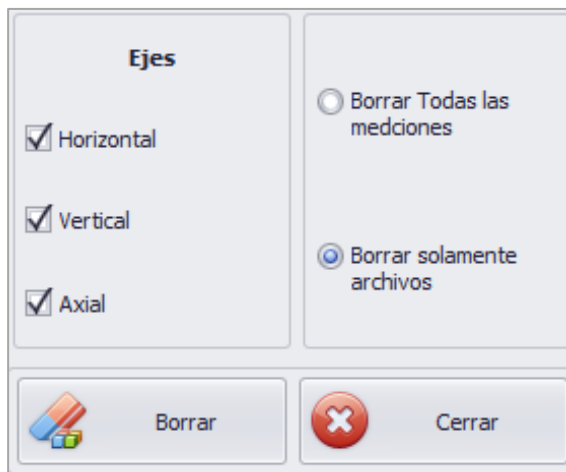 Ejes
Horizontal
Vertical
Axial
Borrar Todas las
medciones
Borrar solamente
archivos
Borrar
Cerrar